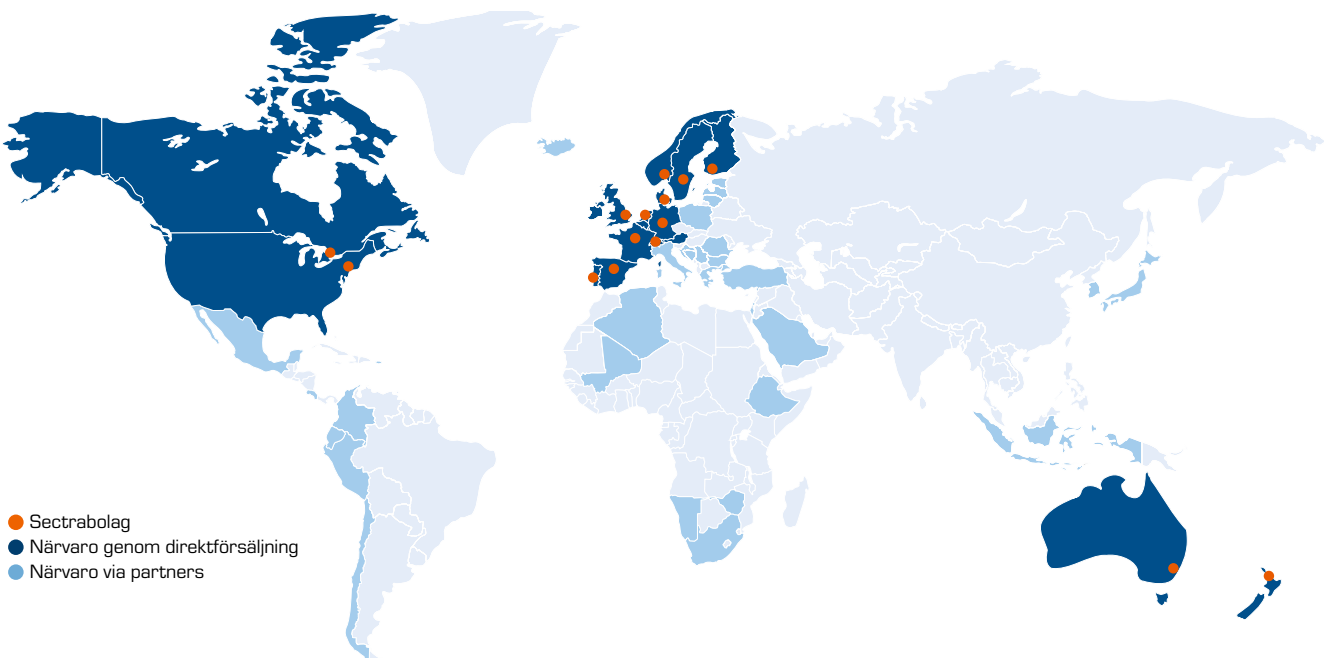 Sectrabolag
Närvaro genom direktförsäljning
Närvaro via partners